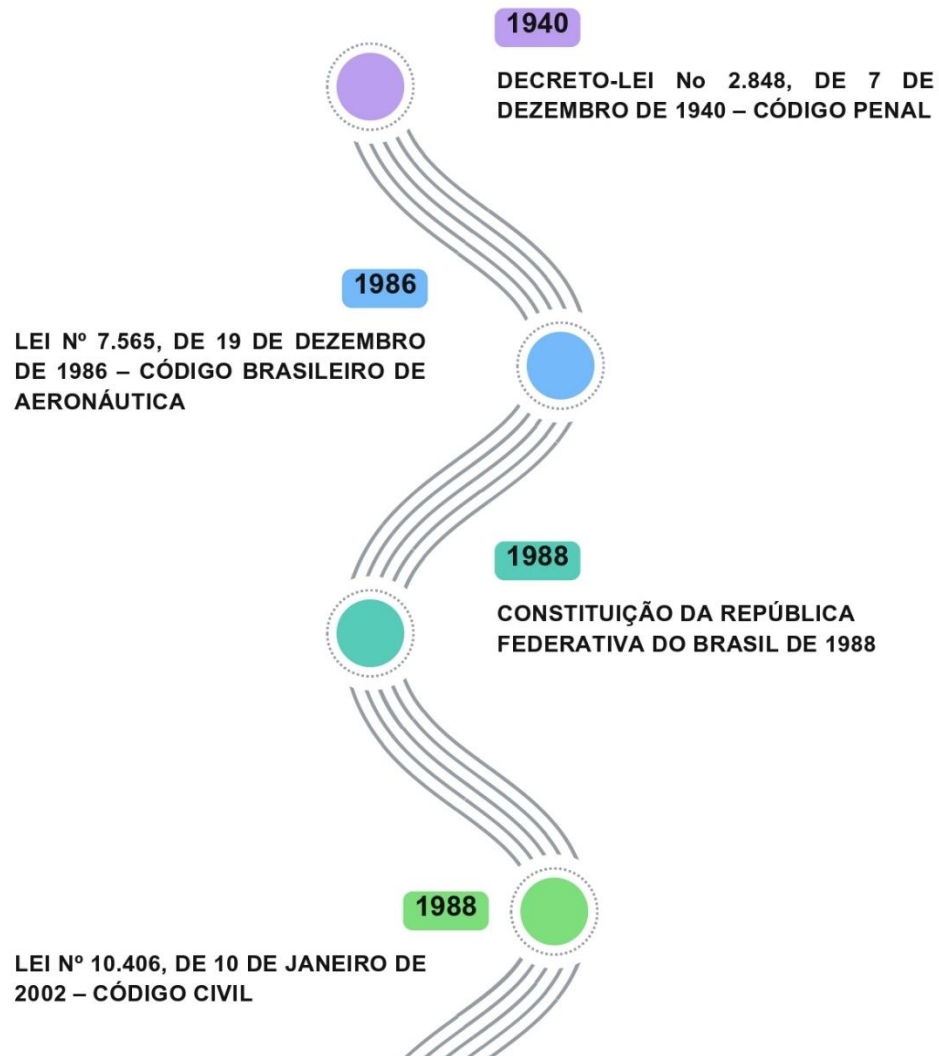 1940
DECRETO-LEI No 2.848, DE 7 DE
DEZEMBRO DE 1940 – CÓDIGO PENAL
1986
LEI Nº 7.565, DE 19 DE DEZEMBRO
DE 1986 – CÓDIGO BRASILEIRO DE
AERONÁUTICA
1988
CONSTITUIÇÃO DA REPÚBLICA
FEDERATIVA DO BRASIL DE 1988
1988
LEI Nº 10.406, DE 10 DE JANEIRO DE
2002 – CÓDIGO CIVIL